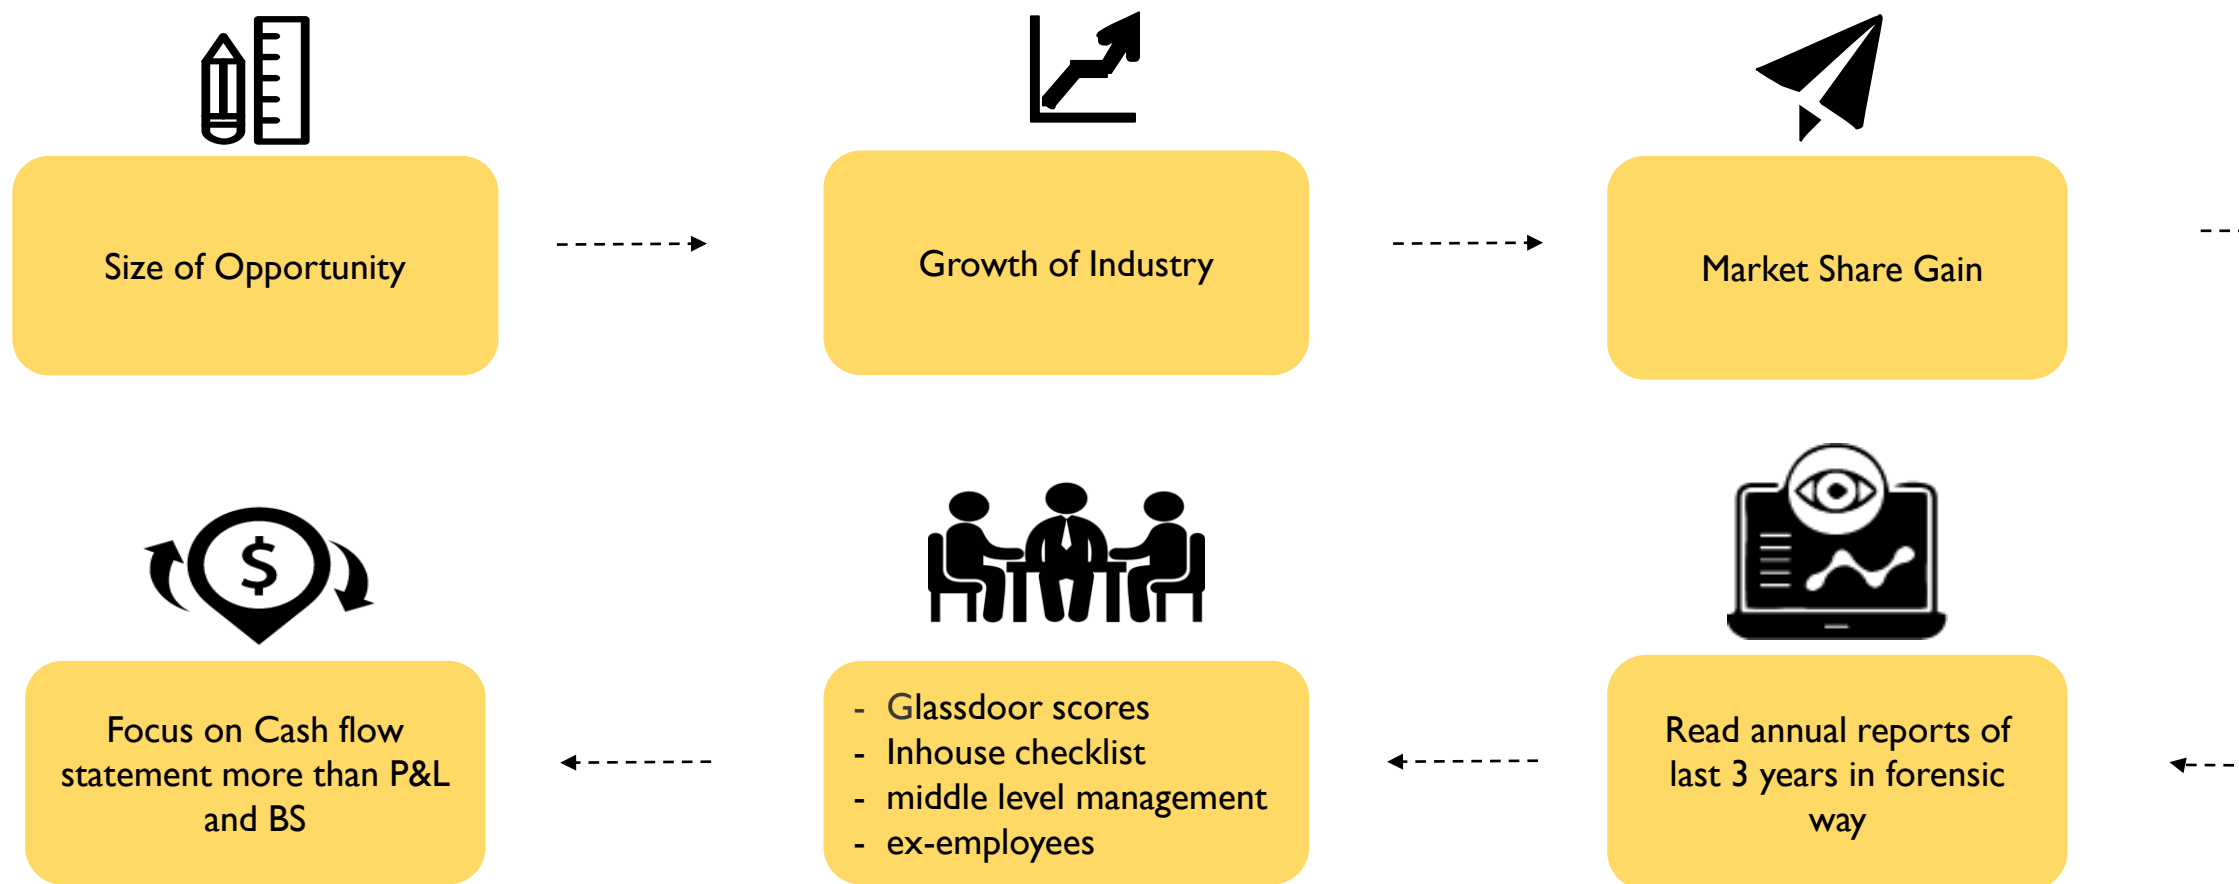 Size of Opportunity
Growth of Industry
Market Share Gain
$
Focus on Cash flow
statement more than P&L
and BS
- Glassdoor scores
- Inhouse checklist
- middle level management
- ex-employees
Read annual reports of
last 3 years in forensic
way